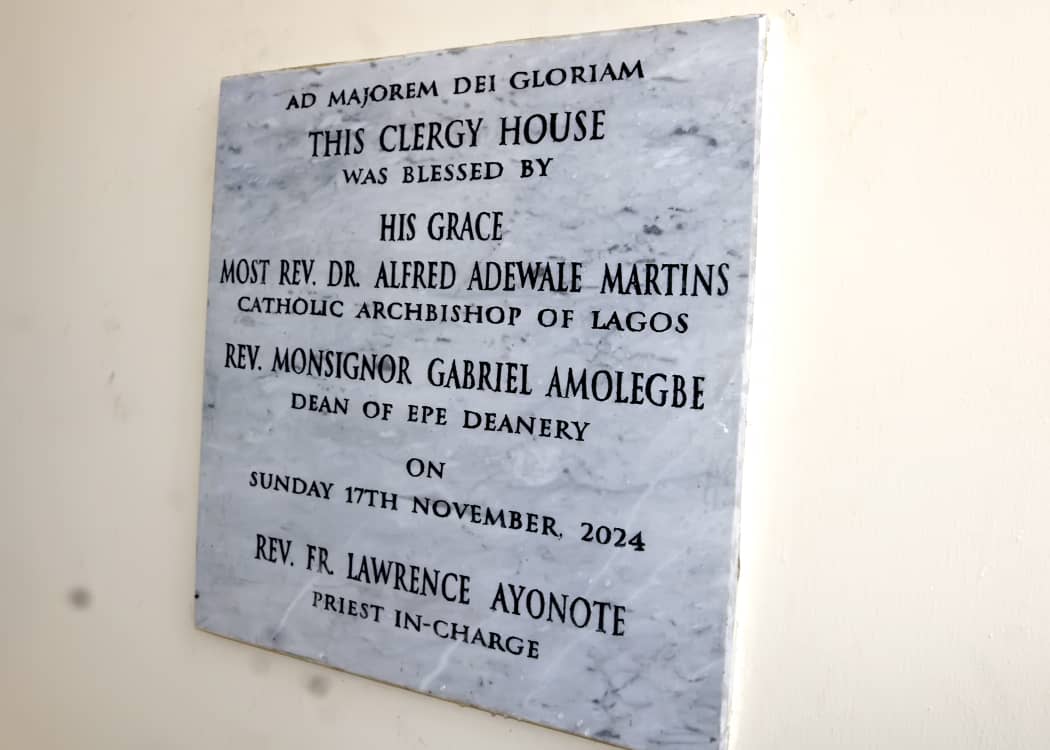 AD MAJOREM DEI GLORIAM
THIS CLERGY HOUSE
WAS BLESSED BY
HIS GRACE
MOST REV. DR. ALFRED ADEWALE MARTINS
CATHOLIC ARCHBISHOP OF LAGOS
REV. MONSIGNOR GABRIEL AMOLEGBE
DEAN OF EPE DEANERY
ON
SUNDAY 17TH NOVEMBER, 2024
REV. FR. LAWRENCE AYONOTE
PRIEST IN-CHARGE